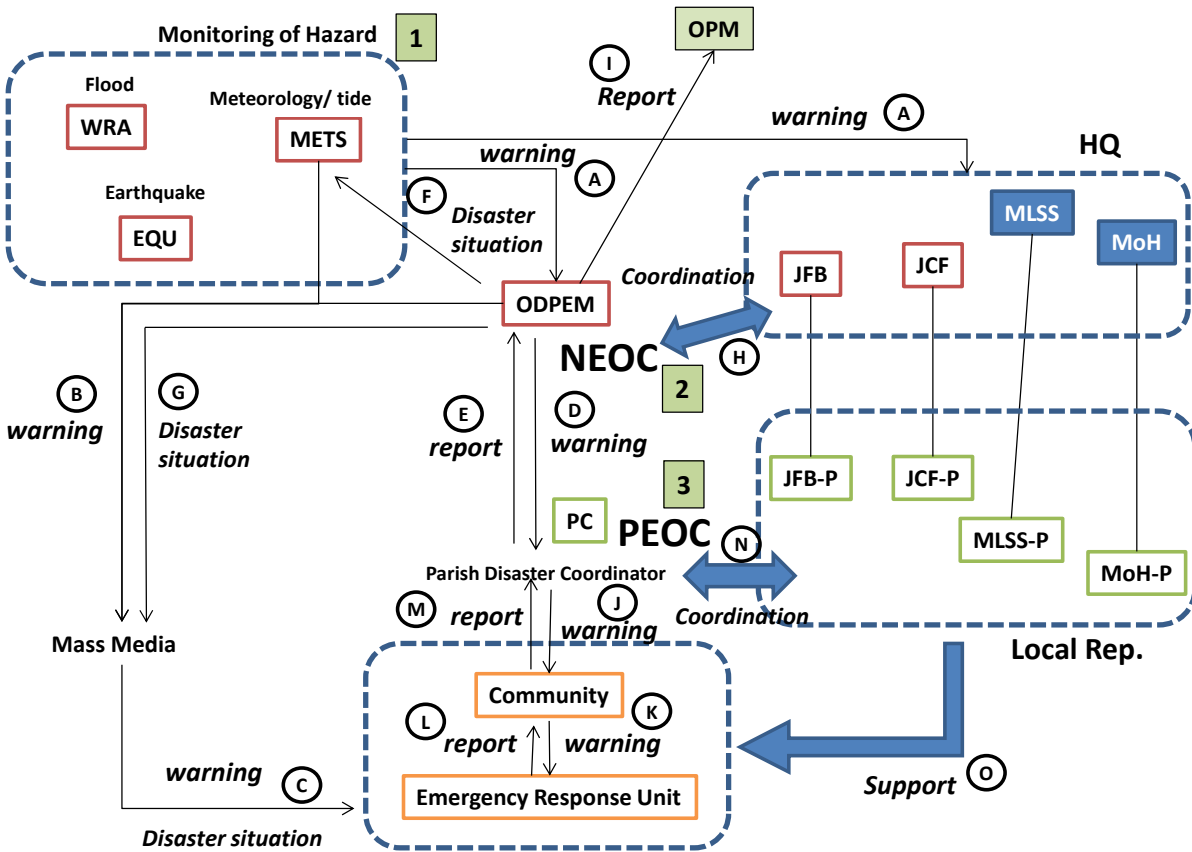 Monitoring of Hazard
1
OPM
Flood
WRA
Meteorology/ tide
METS
Earthquake
EQU
I
Report
warning
A
HQ
warning
A
F
Disaster
situation
MLSS
MoH
JFB
JCF
Coordination
ODPEM
NEOC
H
2
B
warning
G
Disaster
situation
E
report
D
warning
3
PC
PEOC
N
JFB-P
JCF-P
MLSS-P
MoH-P
Parish Disaster Coordinator
Coordination
M
report
J
warning
Mass Media
Local Rep.
Community
L
report
K
warning
Emergency Response Unit
warning
C
Disaster situation
Support
O